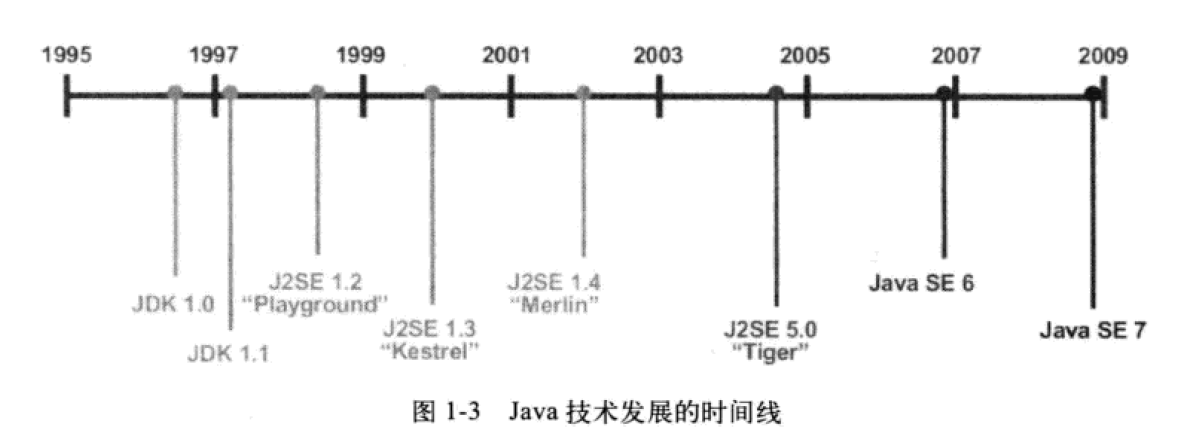 1995 1997 1999 2001 2003 2005 2007 2009
JDK 1.0
JDK 1.1
J2SE 1.2
“Playground”
J2SE 1.3
“Kestrel”
J2SE 1.4
“Merlin”
J2SE 5.0
“Tiger”
Java SE 6
Java SE 7
图 1-3 Java 技术发展的时间线